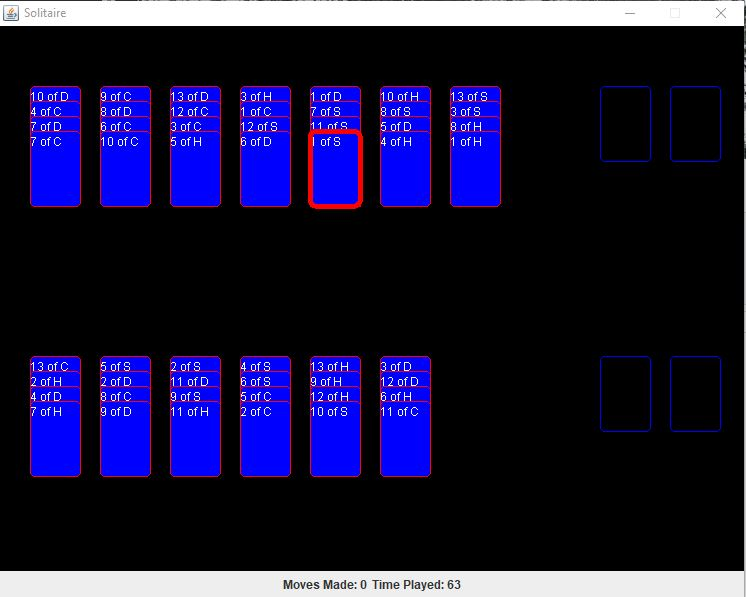 Solitaire
10 of D 9 of C 13 of D 3 of H 1 of D 10 of H 13 of S
4 of C 8 of D 12 of C 1 of C 7 of S 8 of S 3 of S
7 of D 6 of C 3 of C 12 of S 11 of S 5 of D 8 of H
7 of C 10 of C 5 of H 6 of D 1 of S 4 of H 1 of H
13 of C 5 of S 2 of S 4 of S 13 of H 3 of D
2 of H 2 of D 11 of D 6 of S 9 of H 12 of D
4 of D 8 of C 9 of S 5 of C 12 of H 6 of H
7 of H 9 of D 11 of H 2 of C 10 of S 11 of C
Moves Made: 0 Time Played: 63